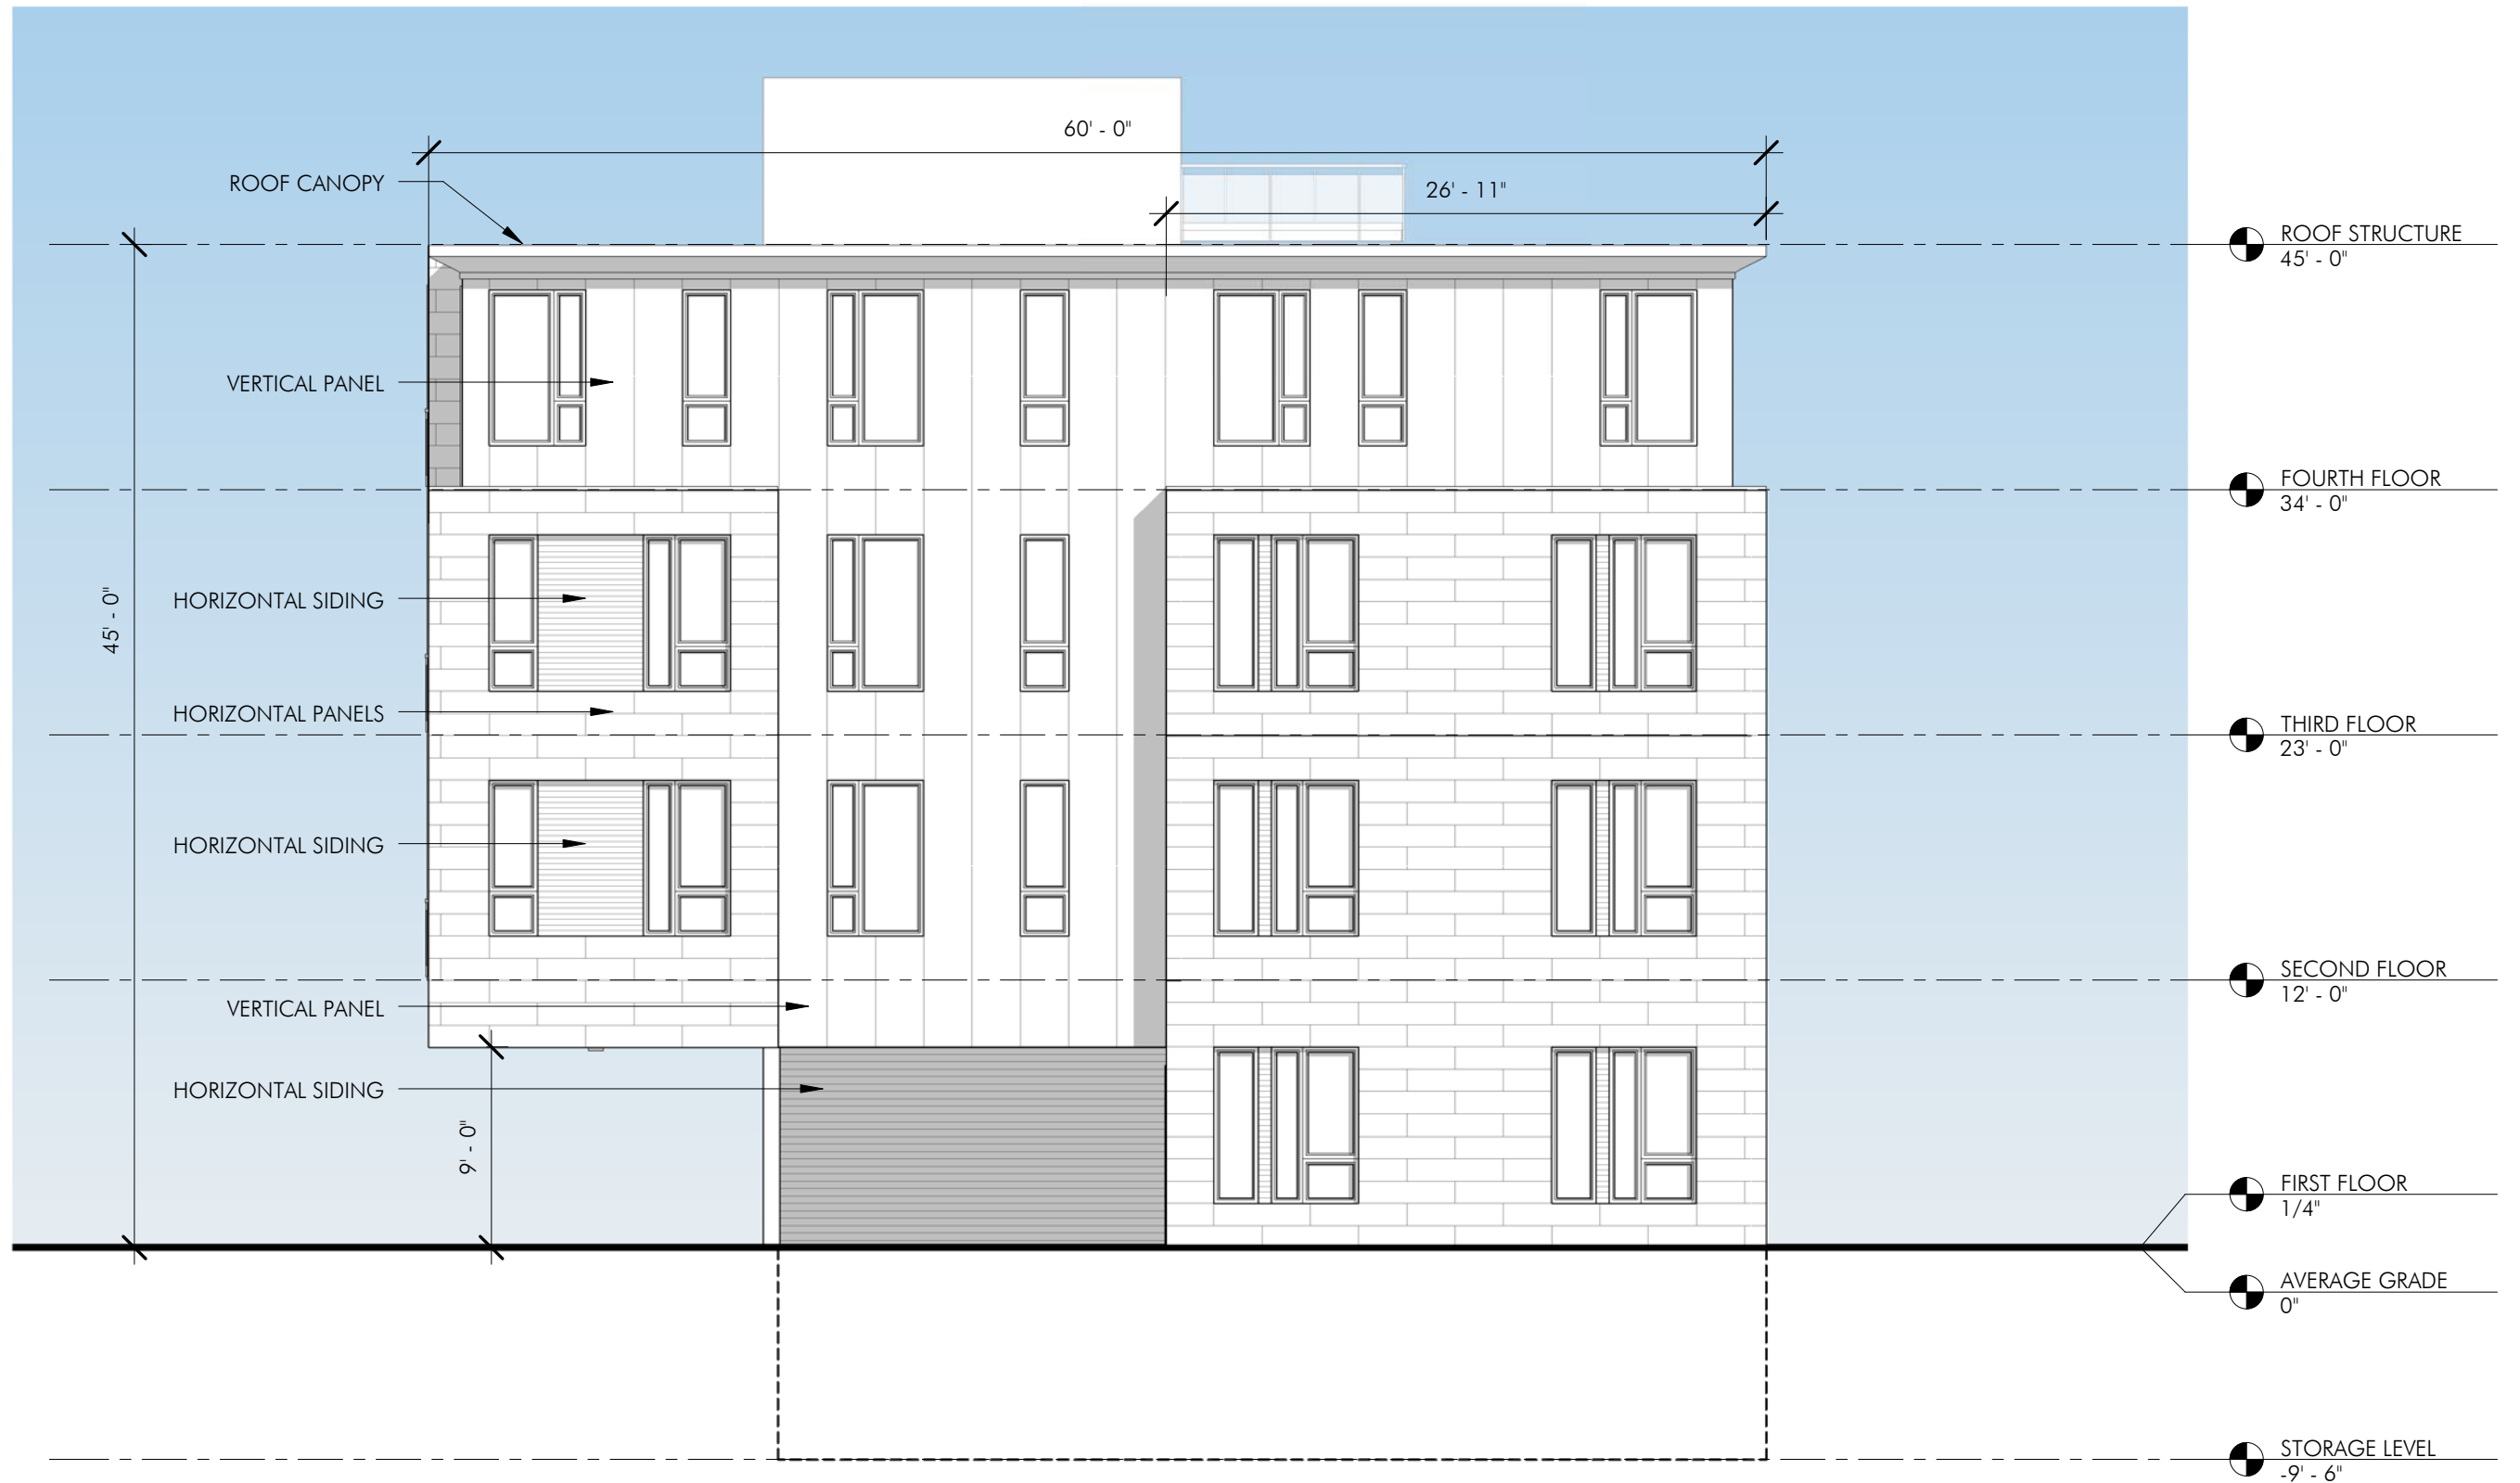 60' - 0"
ROOF CANOPY
26' - 11"
ROOF STRUCTURE
45' - 0"
VERTICAL PANEL
FOURTH FLOOR
34' - 0"
HORIZONTAL SIDING
45' - 0"
HORIZONTAL PANELS
THIRD FLOOR
23' - 0"
HORIZONTAL SIDING
SECOND FLOOR
12' - 0"
VERTICAL PANEL
HORIZONTAL SIDING
9' - 0"
FIRST FLOOR
1/4"
AVERAGE GRADE
0"
STORAGE LEVEL
-9' - 6"